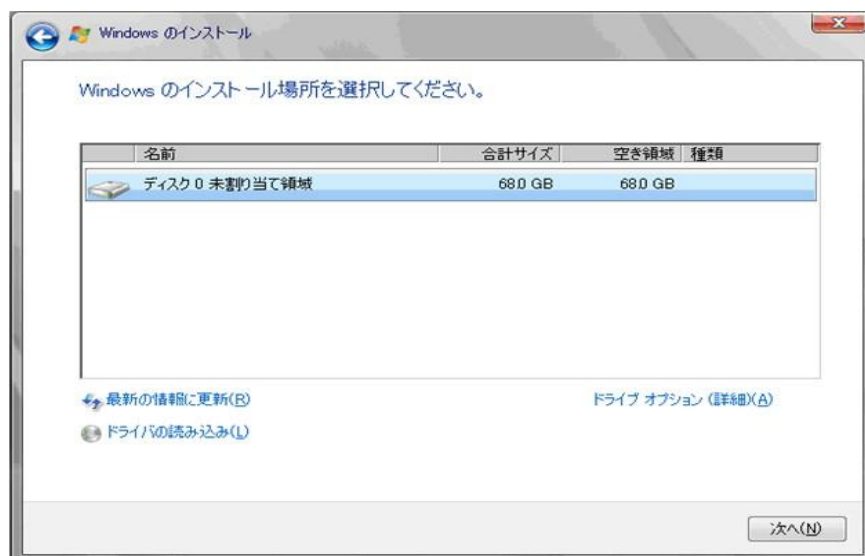 Windows のインストール
Windows のインストール場所を選択してください。
名前 合計サイズ 空き領域 種類
ディスク 0 未割り当て領域 68.0 GB 68.0 GB
最新の情報に更新(R) ドライブ オプション (詳細)(A)
ドライバの読み込み(L)
次へ(N)